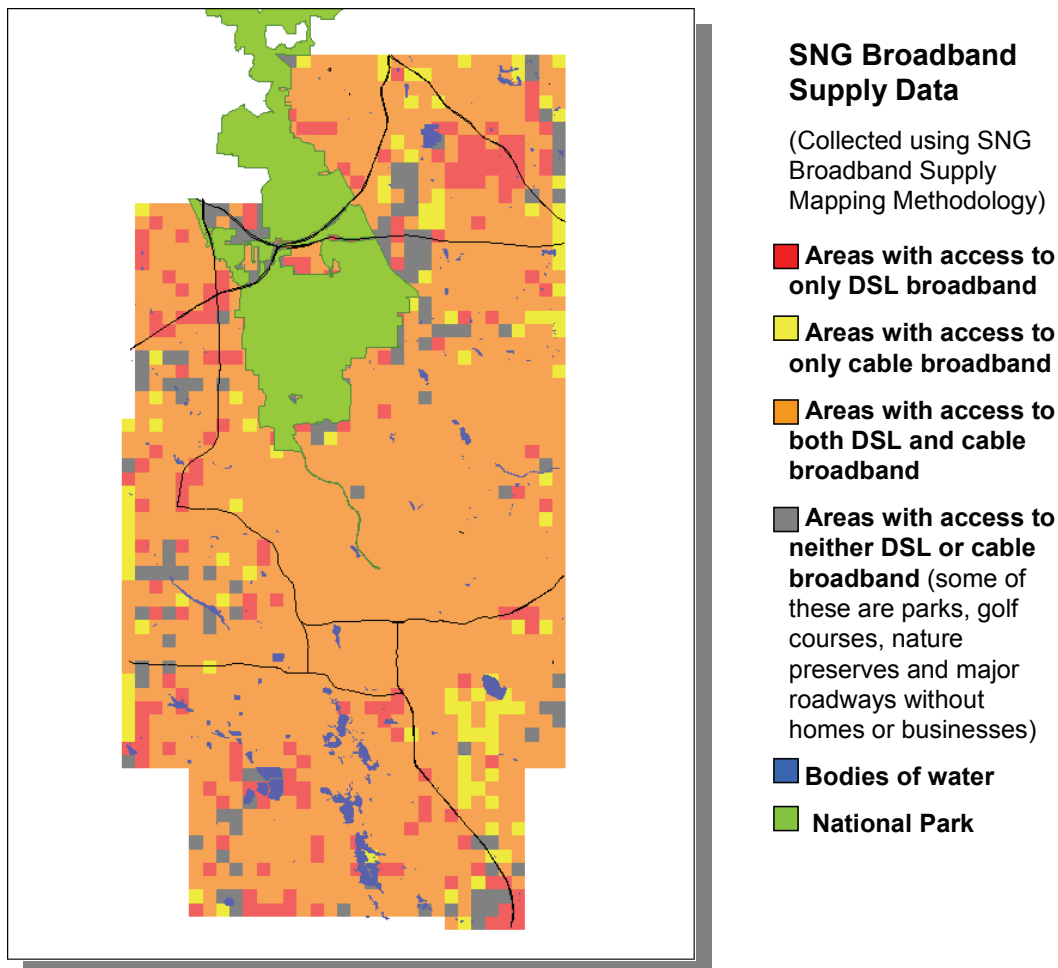 SNG Broadband
Supply Data
(Collected using SNG
Broadband Supply
Mapping Methodology)
Areas with access to
only DSL broadband
Areas with access to
only cable broadband
Areas with access to
both DSL and cable
broadband
Areas with access to
neither DSL or cable
broadband (some of
these are parks, golf
courses, nature
preserves and major
roadways without
homes or businesses)
Bodies of water
National Park